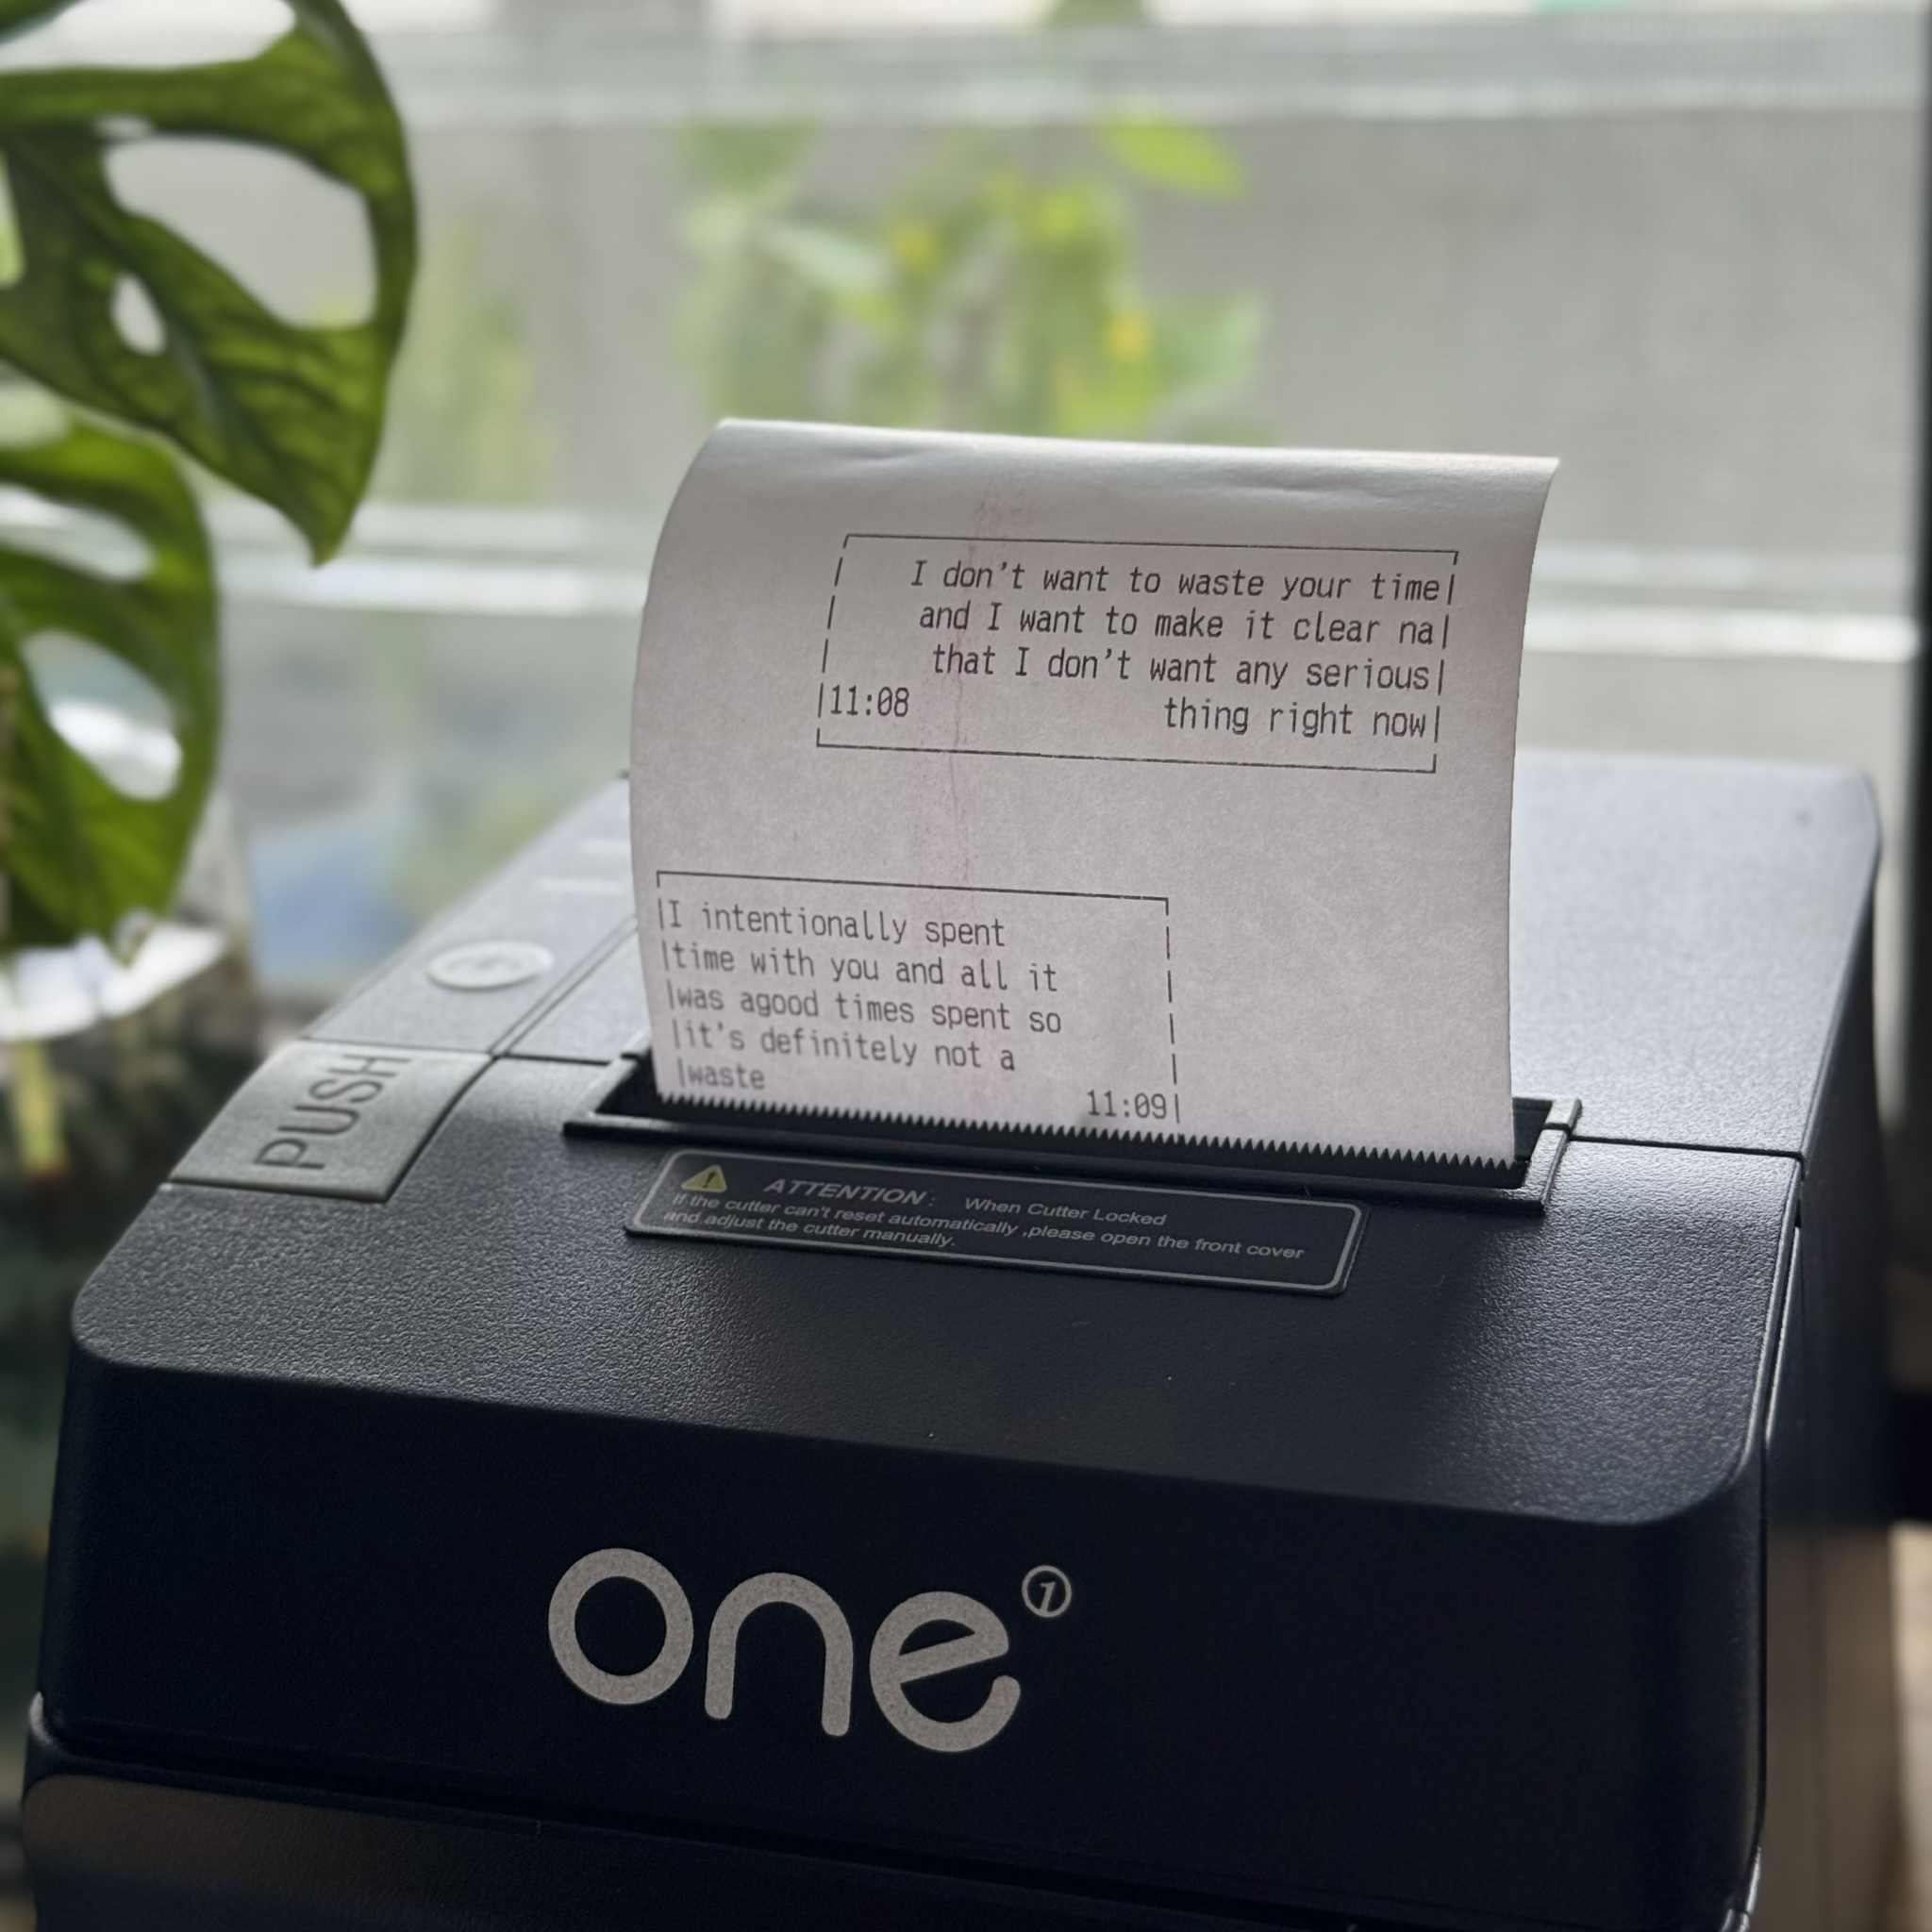 I don't want to waste your time
and I want to make it clear na
that I don't want any serious
11:08 thing right now
I intentionally spent
time with you and all it
was agood times spent so
it's definitely not a
waste
11:09
PUSH
ATTENTION : When Cutter Locked
If the cutter can't reset automatically ,please open the front cover
and adjust the cutter manually.
one 1